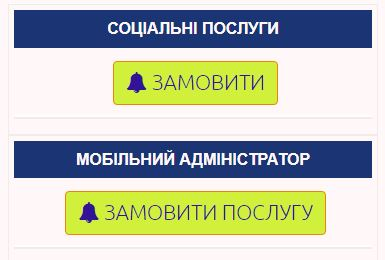 СОЦІАЛЬНІ ПОСЛУГИ
ЗАМОВИТИ
МОБІЛЬНИЙ АДМІНІСТРАТОР
ЗАМОВИТИ ПОСЛУГУ